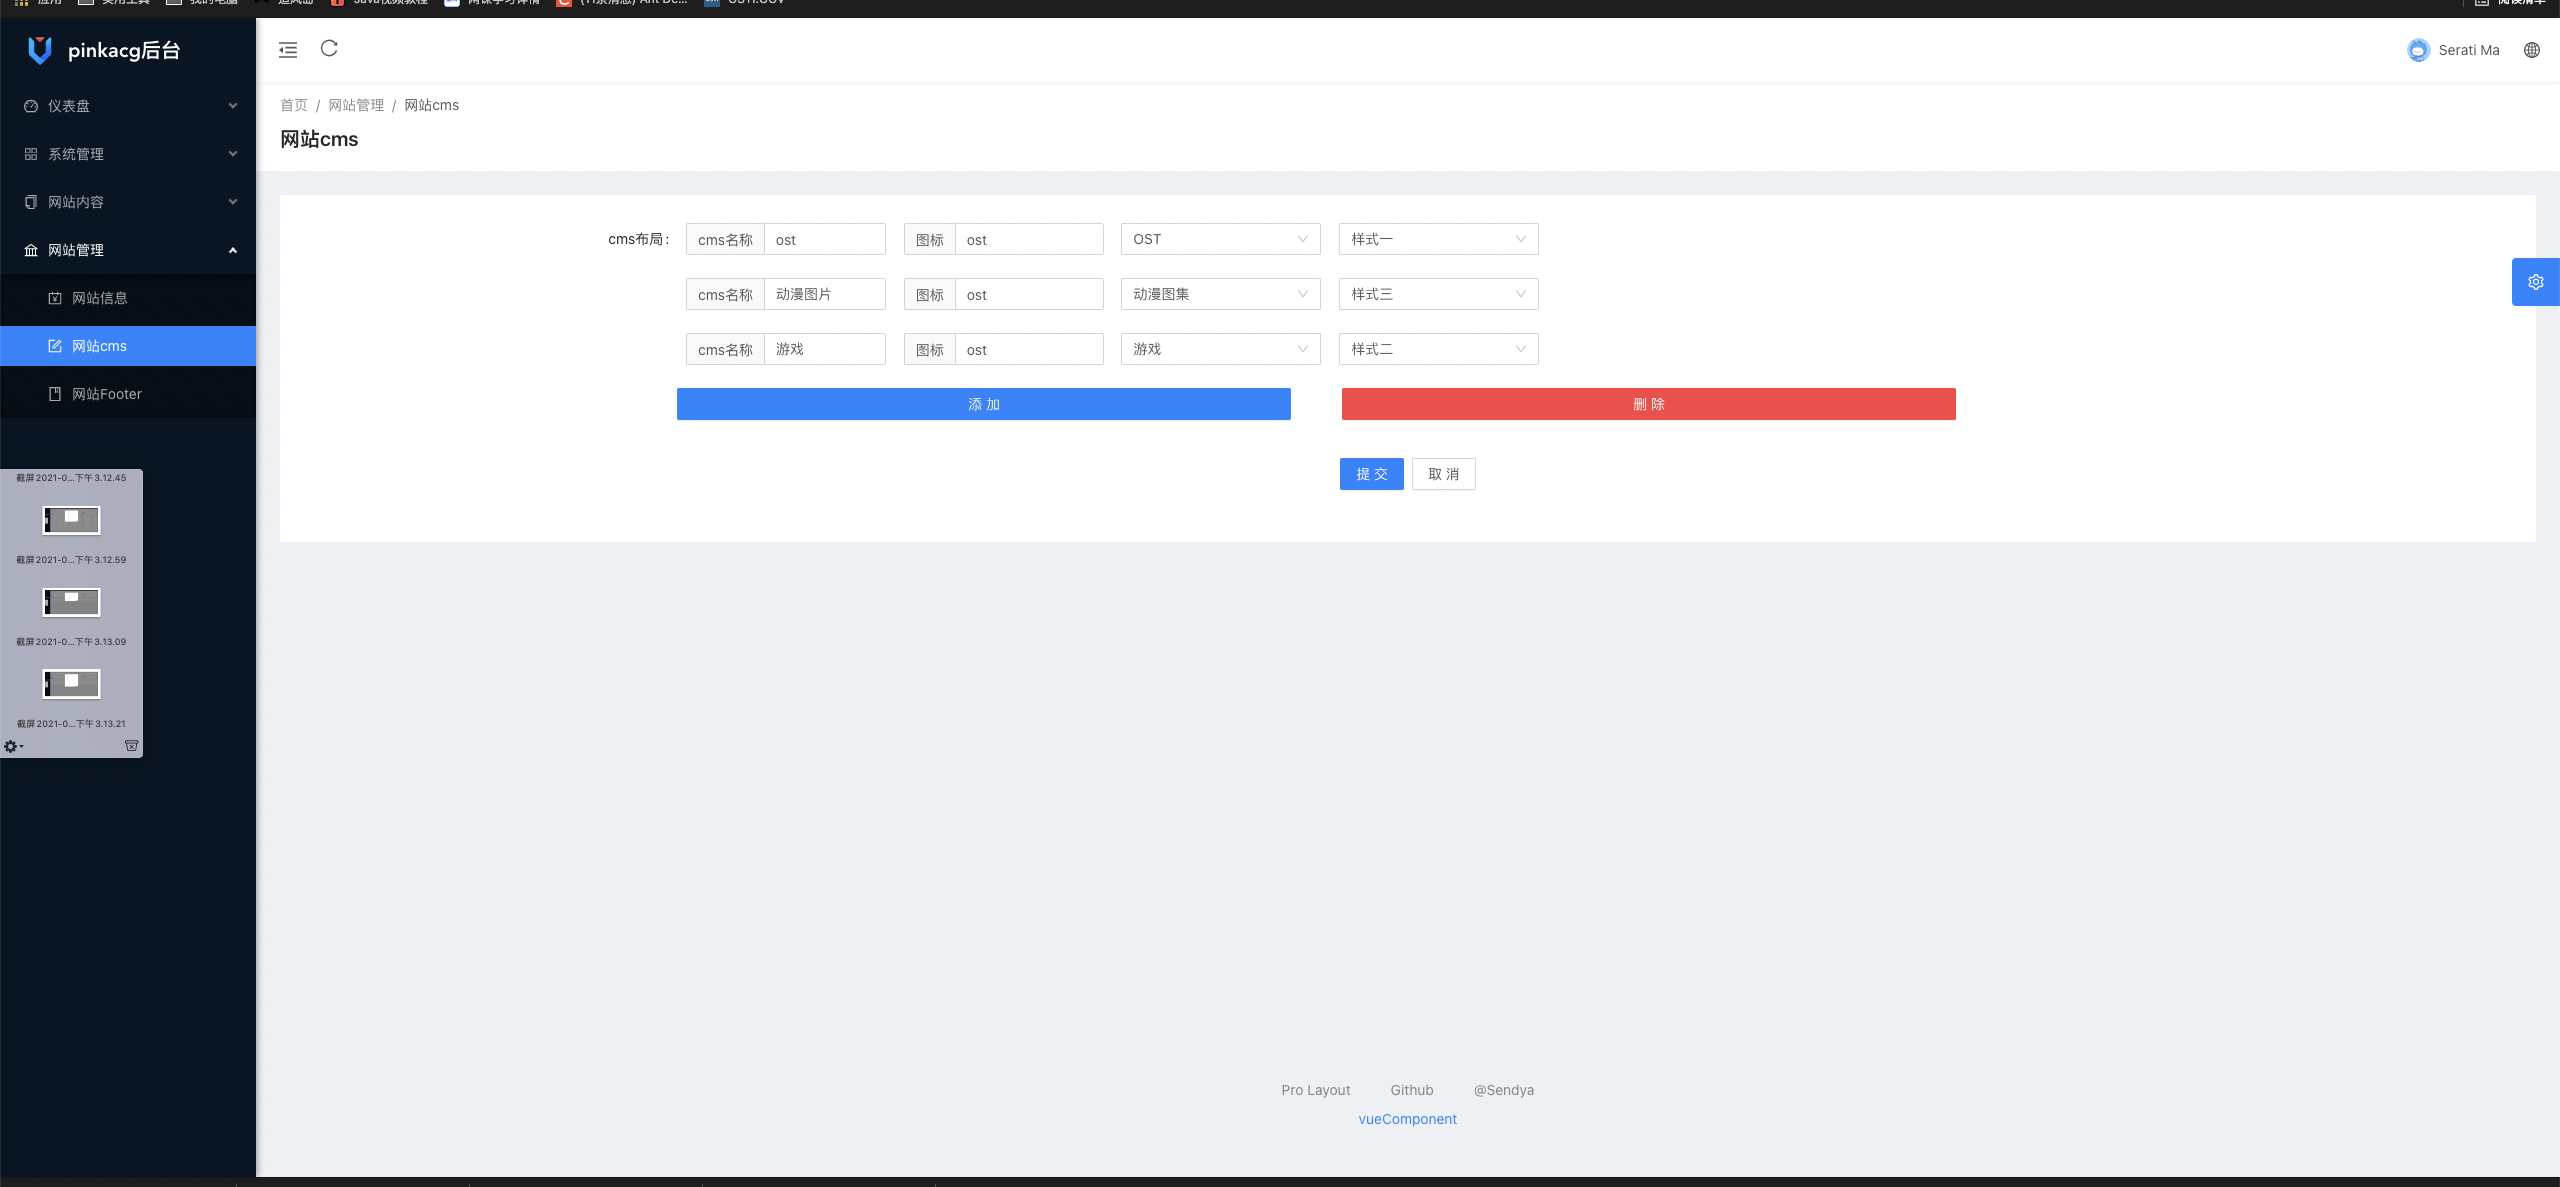 pinkacg后台
Serati Ma
仪表盘
系统管理
网站内容
网站管理
网站信息
网站cms
网站Footer
首页 / 网站管理 / 网站cms
网站cms
cms布局： cms名称 ost 图标 ost OST 样式一
cms名称 动漫图片 图标 ost 动漫图集 样式三
cms名称 游戏 图标 ost 游戏 样式二
添 加 删 除
提 交 取 消
截屏2021-0...下午3.12.45
截屏2021-0...下午3.12.59
截屏2021-0...下午3.13.09
截屏2021-0...下午3.13.21
Pro Layout Github @Sendya
vueComponent